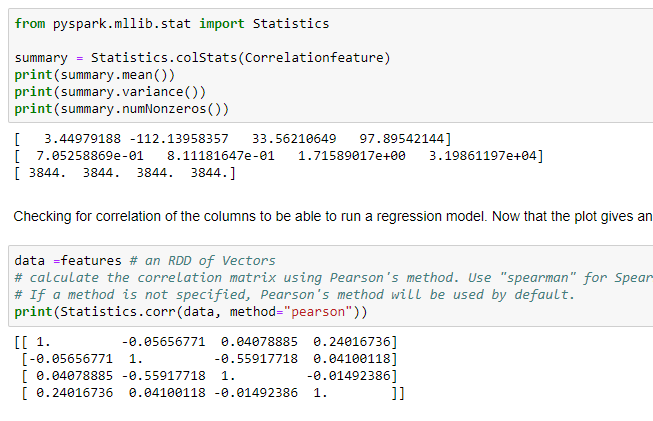 from pyspark.mllib.stat import Statistics
summary = Statistics.colStats(Correlationfeature)
print(summary.mean())
print(summary.variance())
print(summary.numNonzeros())
[   3.44979188 -112.13958357   33.56210649   97.89542144]
[  7.05258869e-01   8.11181647e-01   1.71589017e+00   3.19861197e+04]
[ 3844.  3844.  3844.  3844.]
Checking for correlation of the columns to be able to run a regression model. Now that the plot gives an
data =features # an RDD of Vectors
# calculate the correlation matrix using Pearson's method. Use "spearman" for Spear
# If a method is not specified, Pearson's method will be used by default.
print(Statistics.corr(data, method="pearson"))
[[ 1.         -0.05656771  0.04078885  0.24016736]
[-0.05656771  1.         -0.55917718  0.04100118]
[ 0.04078885 -0.55917718  1.         -0.01492386]
[ 0.24016736  0.04100118 -0.01492386  1.        ]]